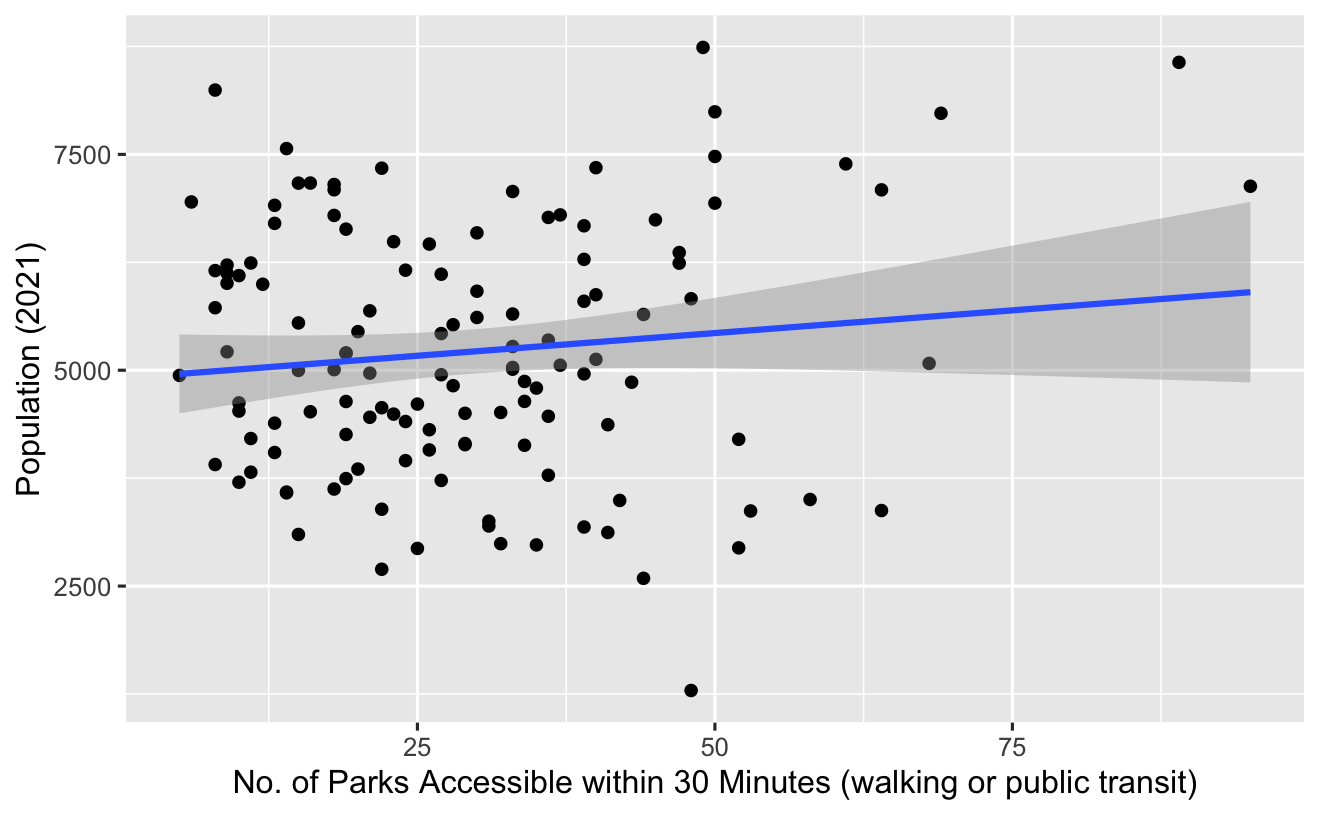 Population (2021)
7500
5000
2500
25 50 75
No. of Parks Accessible within 30 Minutes (walking or public transit)